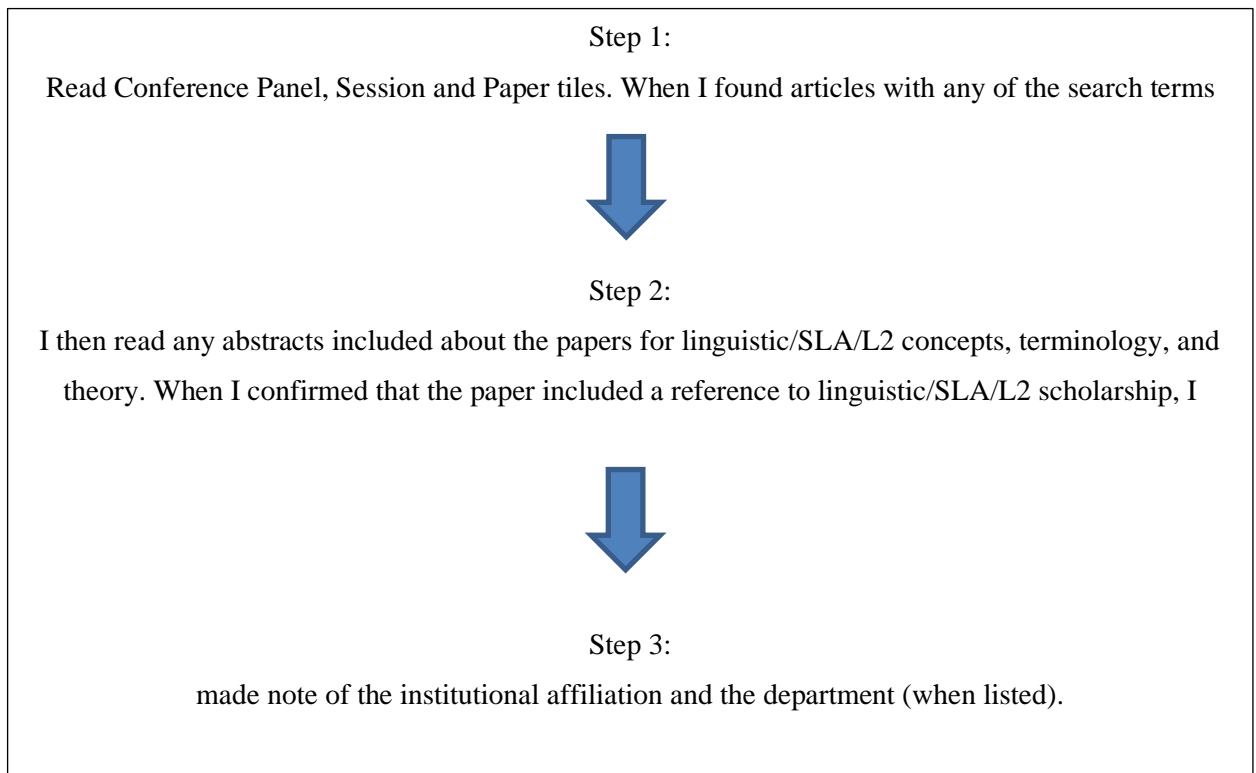 Step 1:
Read Conference Panel, Session and Paper tiles. When I found articles with any of the search terms
Step 2:
I then read any abstracts included about the papers for linguistic/SLA/L2 concepts, terminology, and
theory. When I confirmed that the paper included a reference to linguistic/SLA/L2 scholarship, I
Step 3:
made note of the institutional affiliation and the department (when listed).